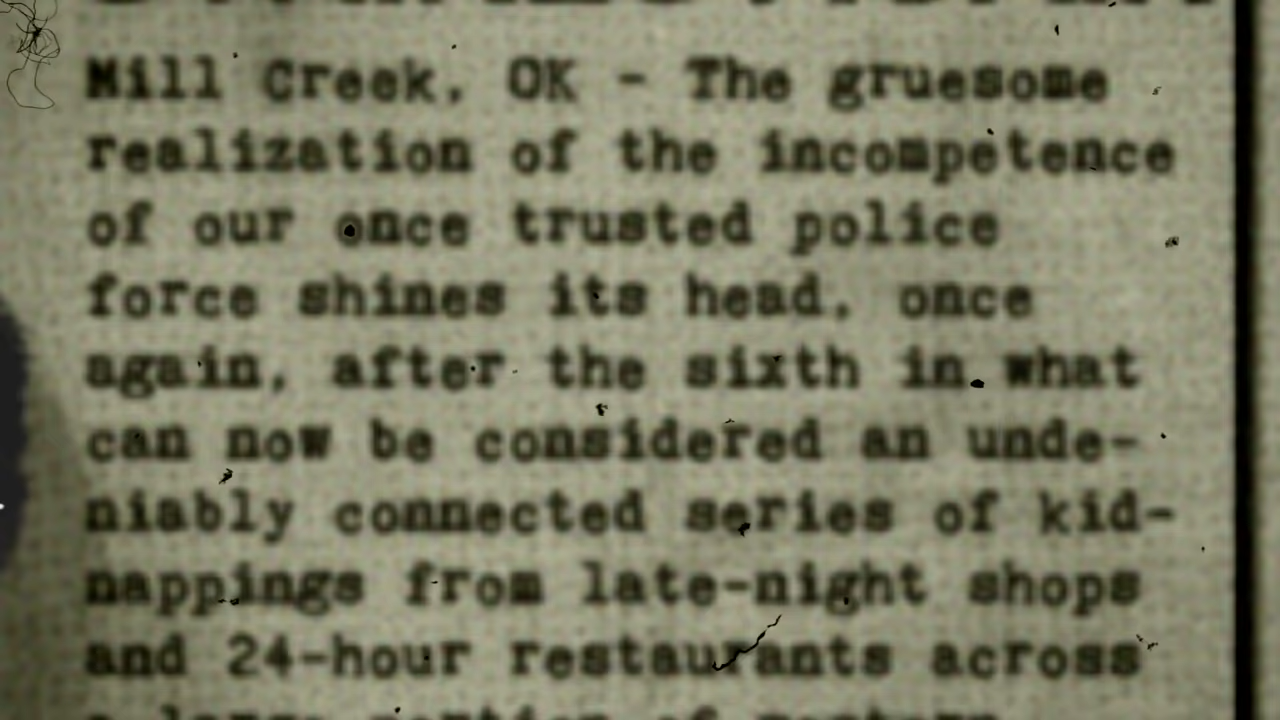 Mill Creek, OK - The gruesome
realization of the incompetence
of our once trusted police
force shines its head, once
again, after the sixth in what
can now be considered an unde-
niably connected series of kid-
nappings from late-night shops
and 24-hour restaurants across